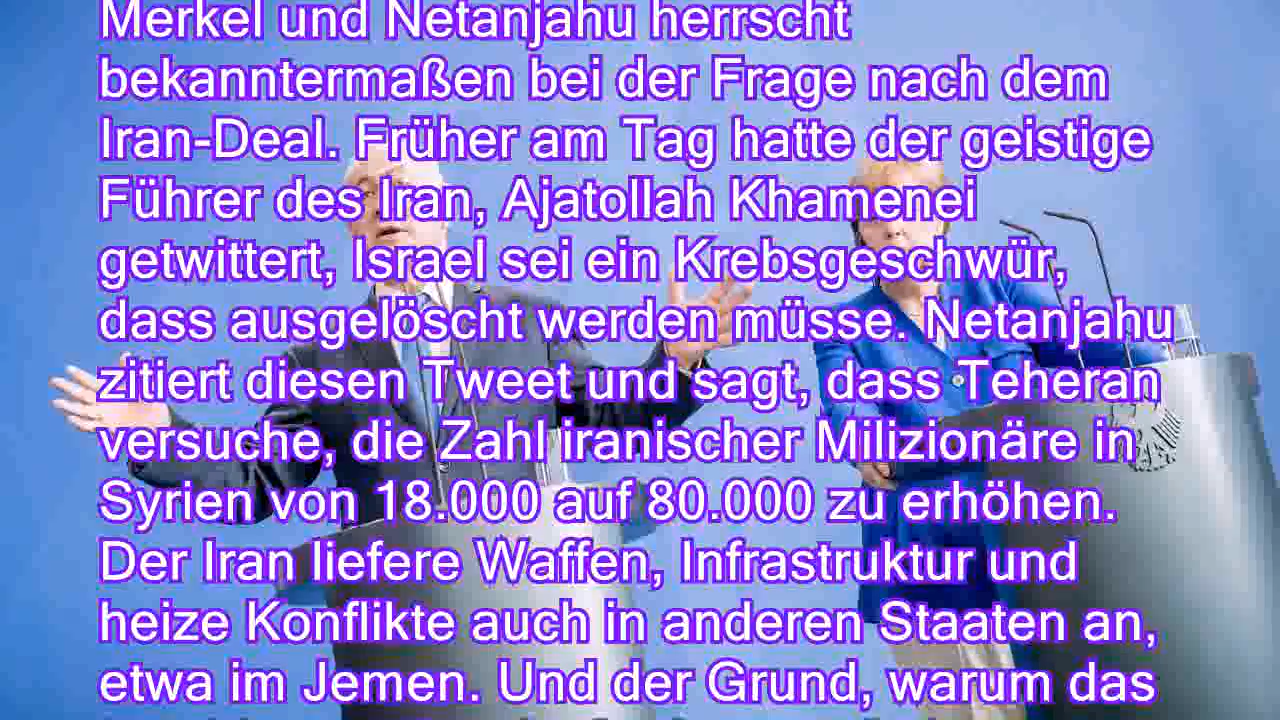 Merkel und Netanjahu herrscht
bekanntermaßen bei der Frage nach dem
Iran-Deal. Früher am Tag hatte der geistige
Führer des Iran, Ajatollah Khamenei
getwittert, Israel sei ein Krebsgeschwür,
dass ausgelöscht werden müsse. Netanjahu
zitiert diesen Tweet und sagt, dass Teheran
versuche, die Zahl iranischer Milizionäre in
Syrien von 18.000 auf 80.000 zu erhöhen.
Der Iran liefere Waffen, Infrastruktur und
heize Konflikte auch in anderen Staaten an,
etwa im Jemen. Und der Grund, warum das